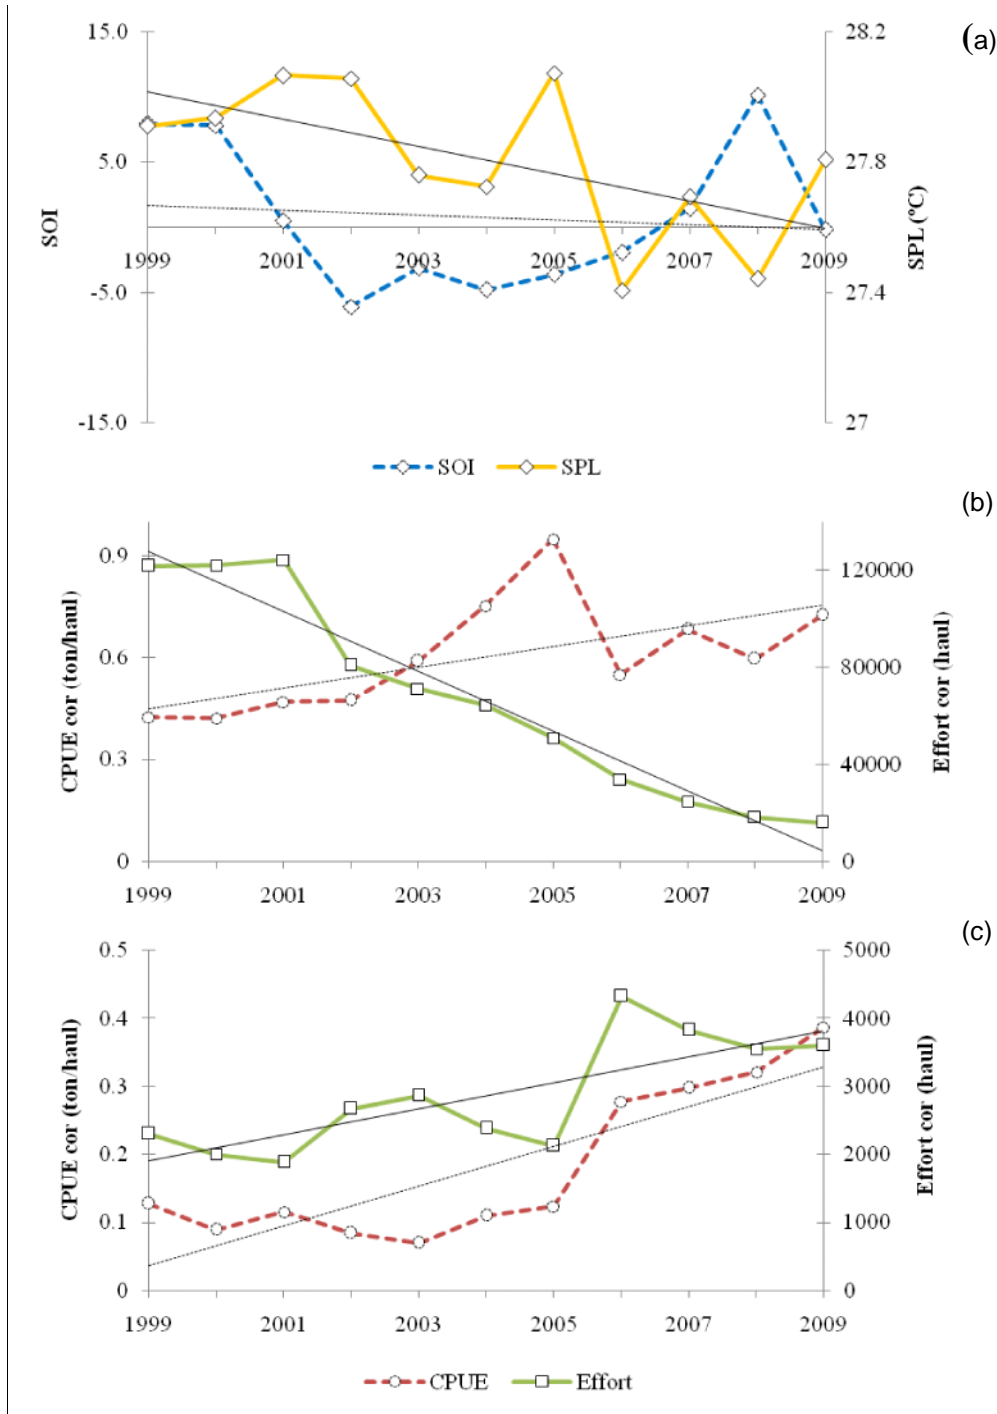 (a)
15.0 28.2
5.0 27.8
SOI SPL (ºC)
1999 2001 2003 2005 2007 2009
-5.0 27.4
-15.0 27
SOI SPL
(b)
0.9 120000
0.6 80000
CPUE cor (ton/haul) Effort cor (haul)
0.3 40000
0 0
1999 2001 2003 2005 2007 2009
(c)
0.5 5000
0.4 4000
0.3 3000
CPUE cor (ton/haul) Effort cor (haul)
0.2 2000
0.1 1000
0 0
1999 2001 2003 2005 2007 2009
CPUE Effort